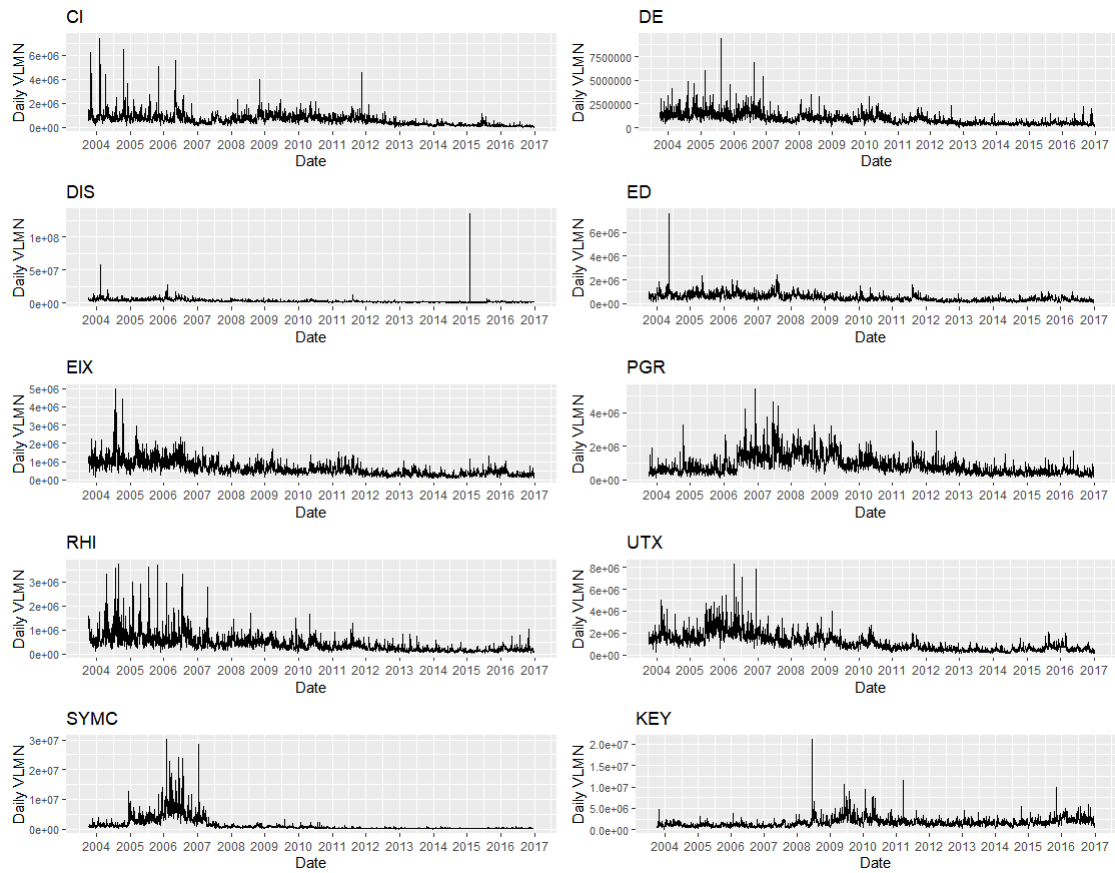 CI
Daily VLMN
6e+06
4e+06
2e+06
0e+00
2004 2005 2006 2007 2008 2009 2010 2011 2012 2013 2014 2015 2016 2017
Date
DE
Daily VLMN
7500000
5000000
2500000
0
2004 2005 2006 2007 2008 2009 2010 2011 2012 2013 2014 2015 2016 2017
Date
DIS
Daily VLMN
1e+08
5e+07
0e+00
2004 2005 2006 2007 2008 2009 2010 2011 2012 2013 2014 2015 2016 2017
Date
ED
Daily VLMN
6e+06
4e+06
2e+06
0e+00
2004 2005 2006 2007 2008 2009 2010 2011 2012 2013 2014 2015 2016 2017
Date
EIX
Daily VLMN
5e+06
4e+06
3e+06
2e+06
1e+06
0e+00
2004 2005 2006 2007 2008 2009 2010 2011 2012 2013 2014 2015 2016 2017
Date
PGR
Daily VLMN
4e+06
2e+06
0e+00
2004 2005 2006 2007 2008 2009 2010 2011 2012 2013 2014 2015 2016 2017
Date
RHI
Daily VLMN
3e+06
2e+06
1e+06
0e+00
2004 2005 2006 2007 2008 2009 2010 2011 2012 2013 2014 2015 2016 2017
Date
UTX
Daily VLMN
8e+06
6e+06
4e+06
2e+06
0e+00
2004 2005 2006 2007 2008 2009 2010 2011 2012 2013 2014 2015 2016 2017
Date
SYMC
Daily VLMN
3e+07
2e+07
1e+07
0e+00
2004 2005 2006 2007 2008 2009 2010 2011 2012 2013 2014 2015 2016 2017
Date
KEY
Daily VLMN
2.0e+07
1.5e+07
1.0e+07
5.0e+06
0.0e+00
2004 2005 2006 2007 2008 2009 2010 2011 2012 2013 2014 2015 2016 2017
Date